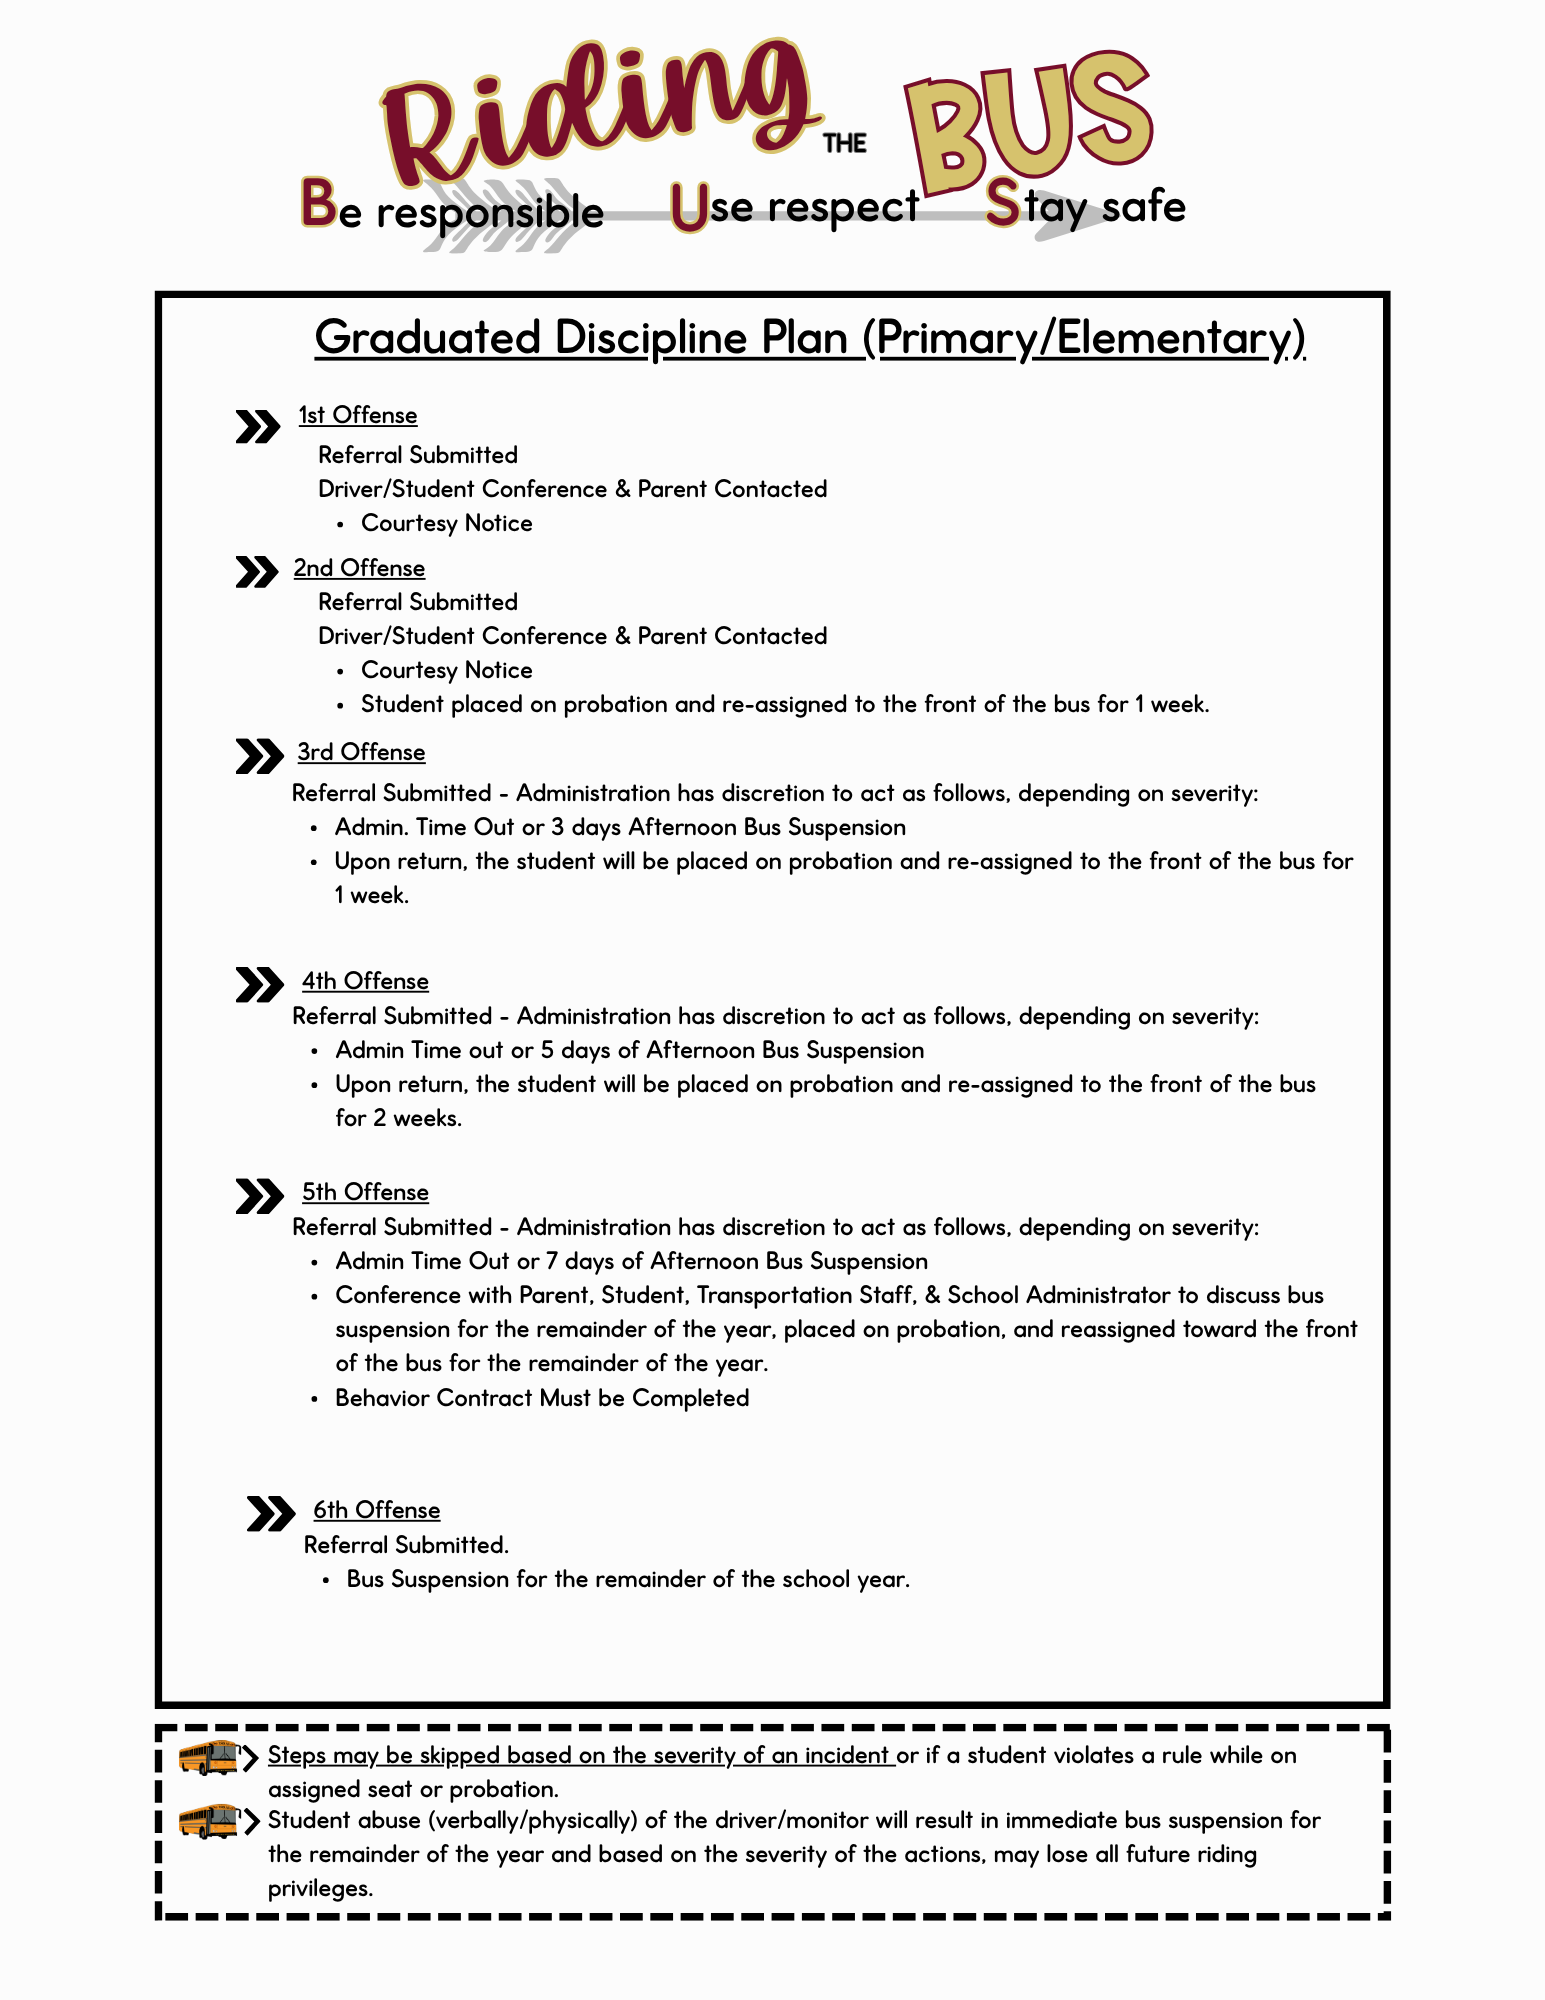 Riding THE BUS
Be responsible Use respect Stay safe
Graduated Discipline Plan (Primary/Elementary)
1st Offense
Referral Submitted
Driver/Student Conference & Parent Contacted
• Courtesy Notice
2nd Offense
Referral Submitted
Driver/Student Conference & Parent Contacted
• Courtesy Notice
• Student placed on probation and re-assigned to the front of the bus for 1 week.
3rd Offense
Referral Submitted - Administration has discretion to act as follows, depending on severity:
• Admin. Time Out or 3 days Afternoon Bus Suspension
• Upon return, the student will be placed on probation and re-assigned to the front of the bus for
1 week.
4th Offense
Referral Submitted - Administration has discretion to act as follows, depending on severity:
• Admin Time out or 5 days of Afternoon Bus Suspension
• Upon return, the student will be placed on probation and re-assigned to the front of the bus
for 2 weeks.
5th Offense
Referral Submitted - Administration has discretion to act as follows, depending on severity:
• Admin Time Out or 7 days of Afternoon Bus Suspension
• Conference with Parent, Student, Transportation Staff, & School Administrator to discuss bus
suspension for the remainder of the year, placed on probation, and reassigned toward the front
of the bus for the remainder of the year.
• Behavior Contract Must be Completed
6th Offense
Referral Submitted.
• Bus Suspension for the remainder of the school year.
Steps may be skipped based on the severity of an incident or if a student violates a rule while on
assigned seat or probation.
Student abuse (verbally/physically) of the driver/monitor will result in immediate bus suspension for
the remainder of the year and based on the severity of the actions, may lose all future riding
privileges.